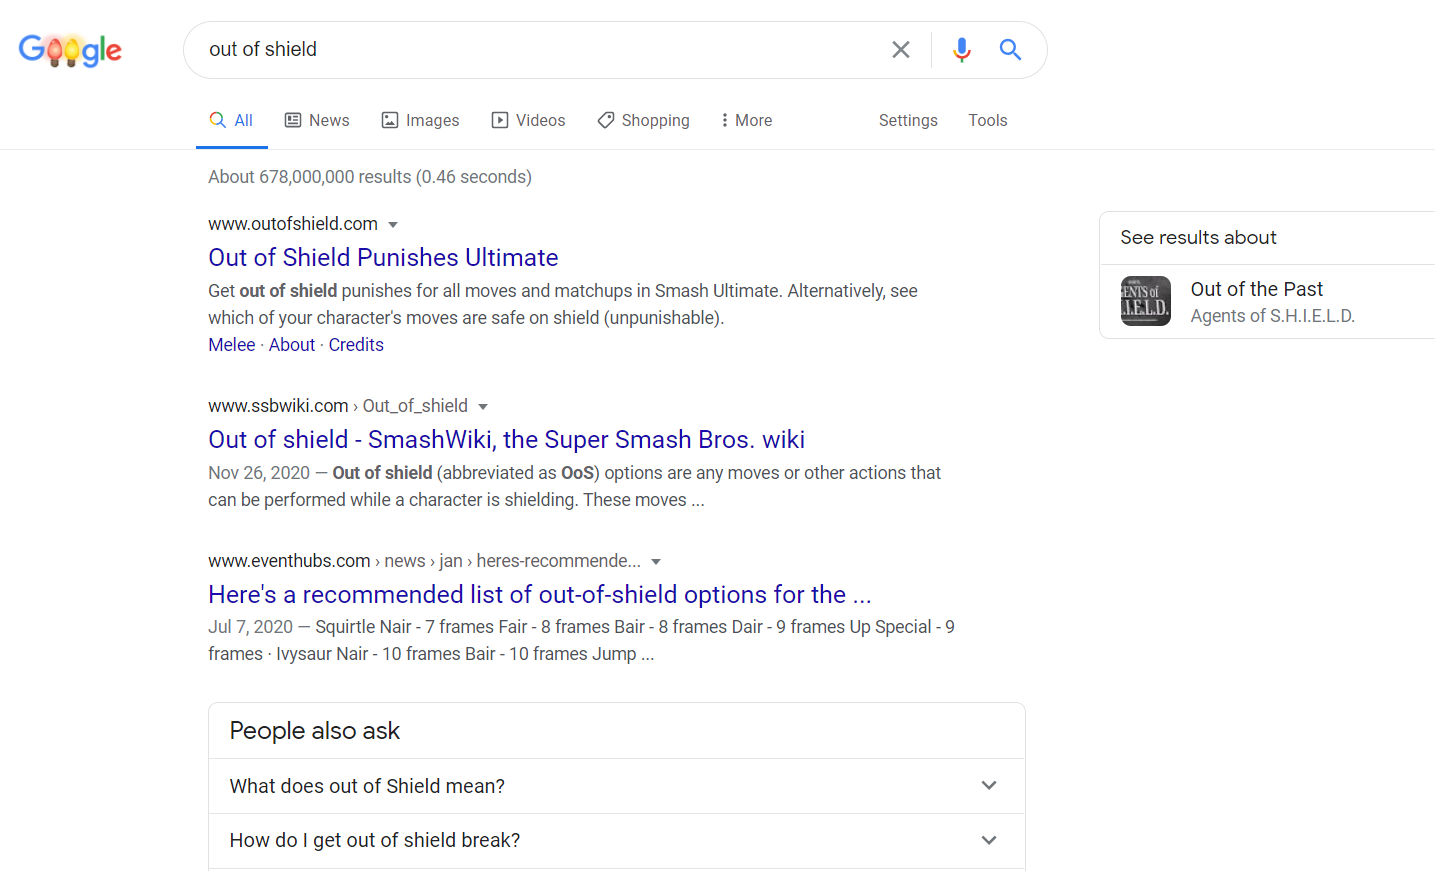 Google
out of shield
All
News
Images
Videos
Shopping
More
Settings
Tools
About 678,000,000 results (0.46 seconds)
www.outofshield.com
Out of Shield Punishes Ultimate
Get out of shield punishes for all moves and matchups in Smash Ultimate. Alternatively, see
which of your character's moves are safe on shield (unpunishable).
Melee · About · Credits
www.ssbwiki.com › Out_of_shield
Out of shield - SmashWiki, the Super Smash Bros. wiki
Nov 26, 2020 — Out of shield (abbreviated as OoS) options are any moves or other actions that
can be performed while a character is shielding. These moves ...
www.eventhubs.com › news › jan › heres-recommende...
Here's a recommended list of out-of-shield options for the ...
Jul 7, 2020 — Squirtle Nair - 7 frames Fair - 8 frames Bair - 8 frames Dair - 9 frames Up Special - 9
frames · Ivysaur Nair - 10 frames Bair - 10 frames Jump ...
People also ask
What does out of Shield mean?
How do I get out of shield break?
See results about
ENTS of
.I.E.L.D.
Out of the Past
Agents of S.H.I.E.L.D.